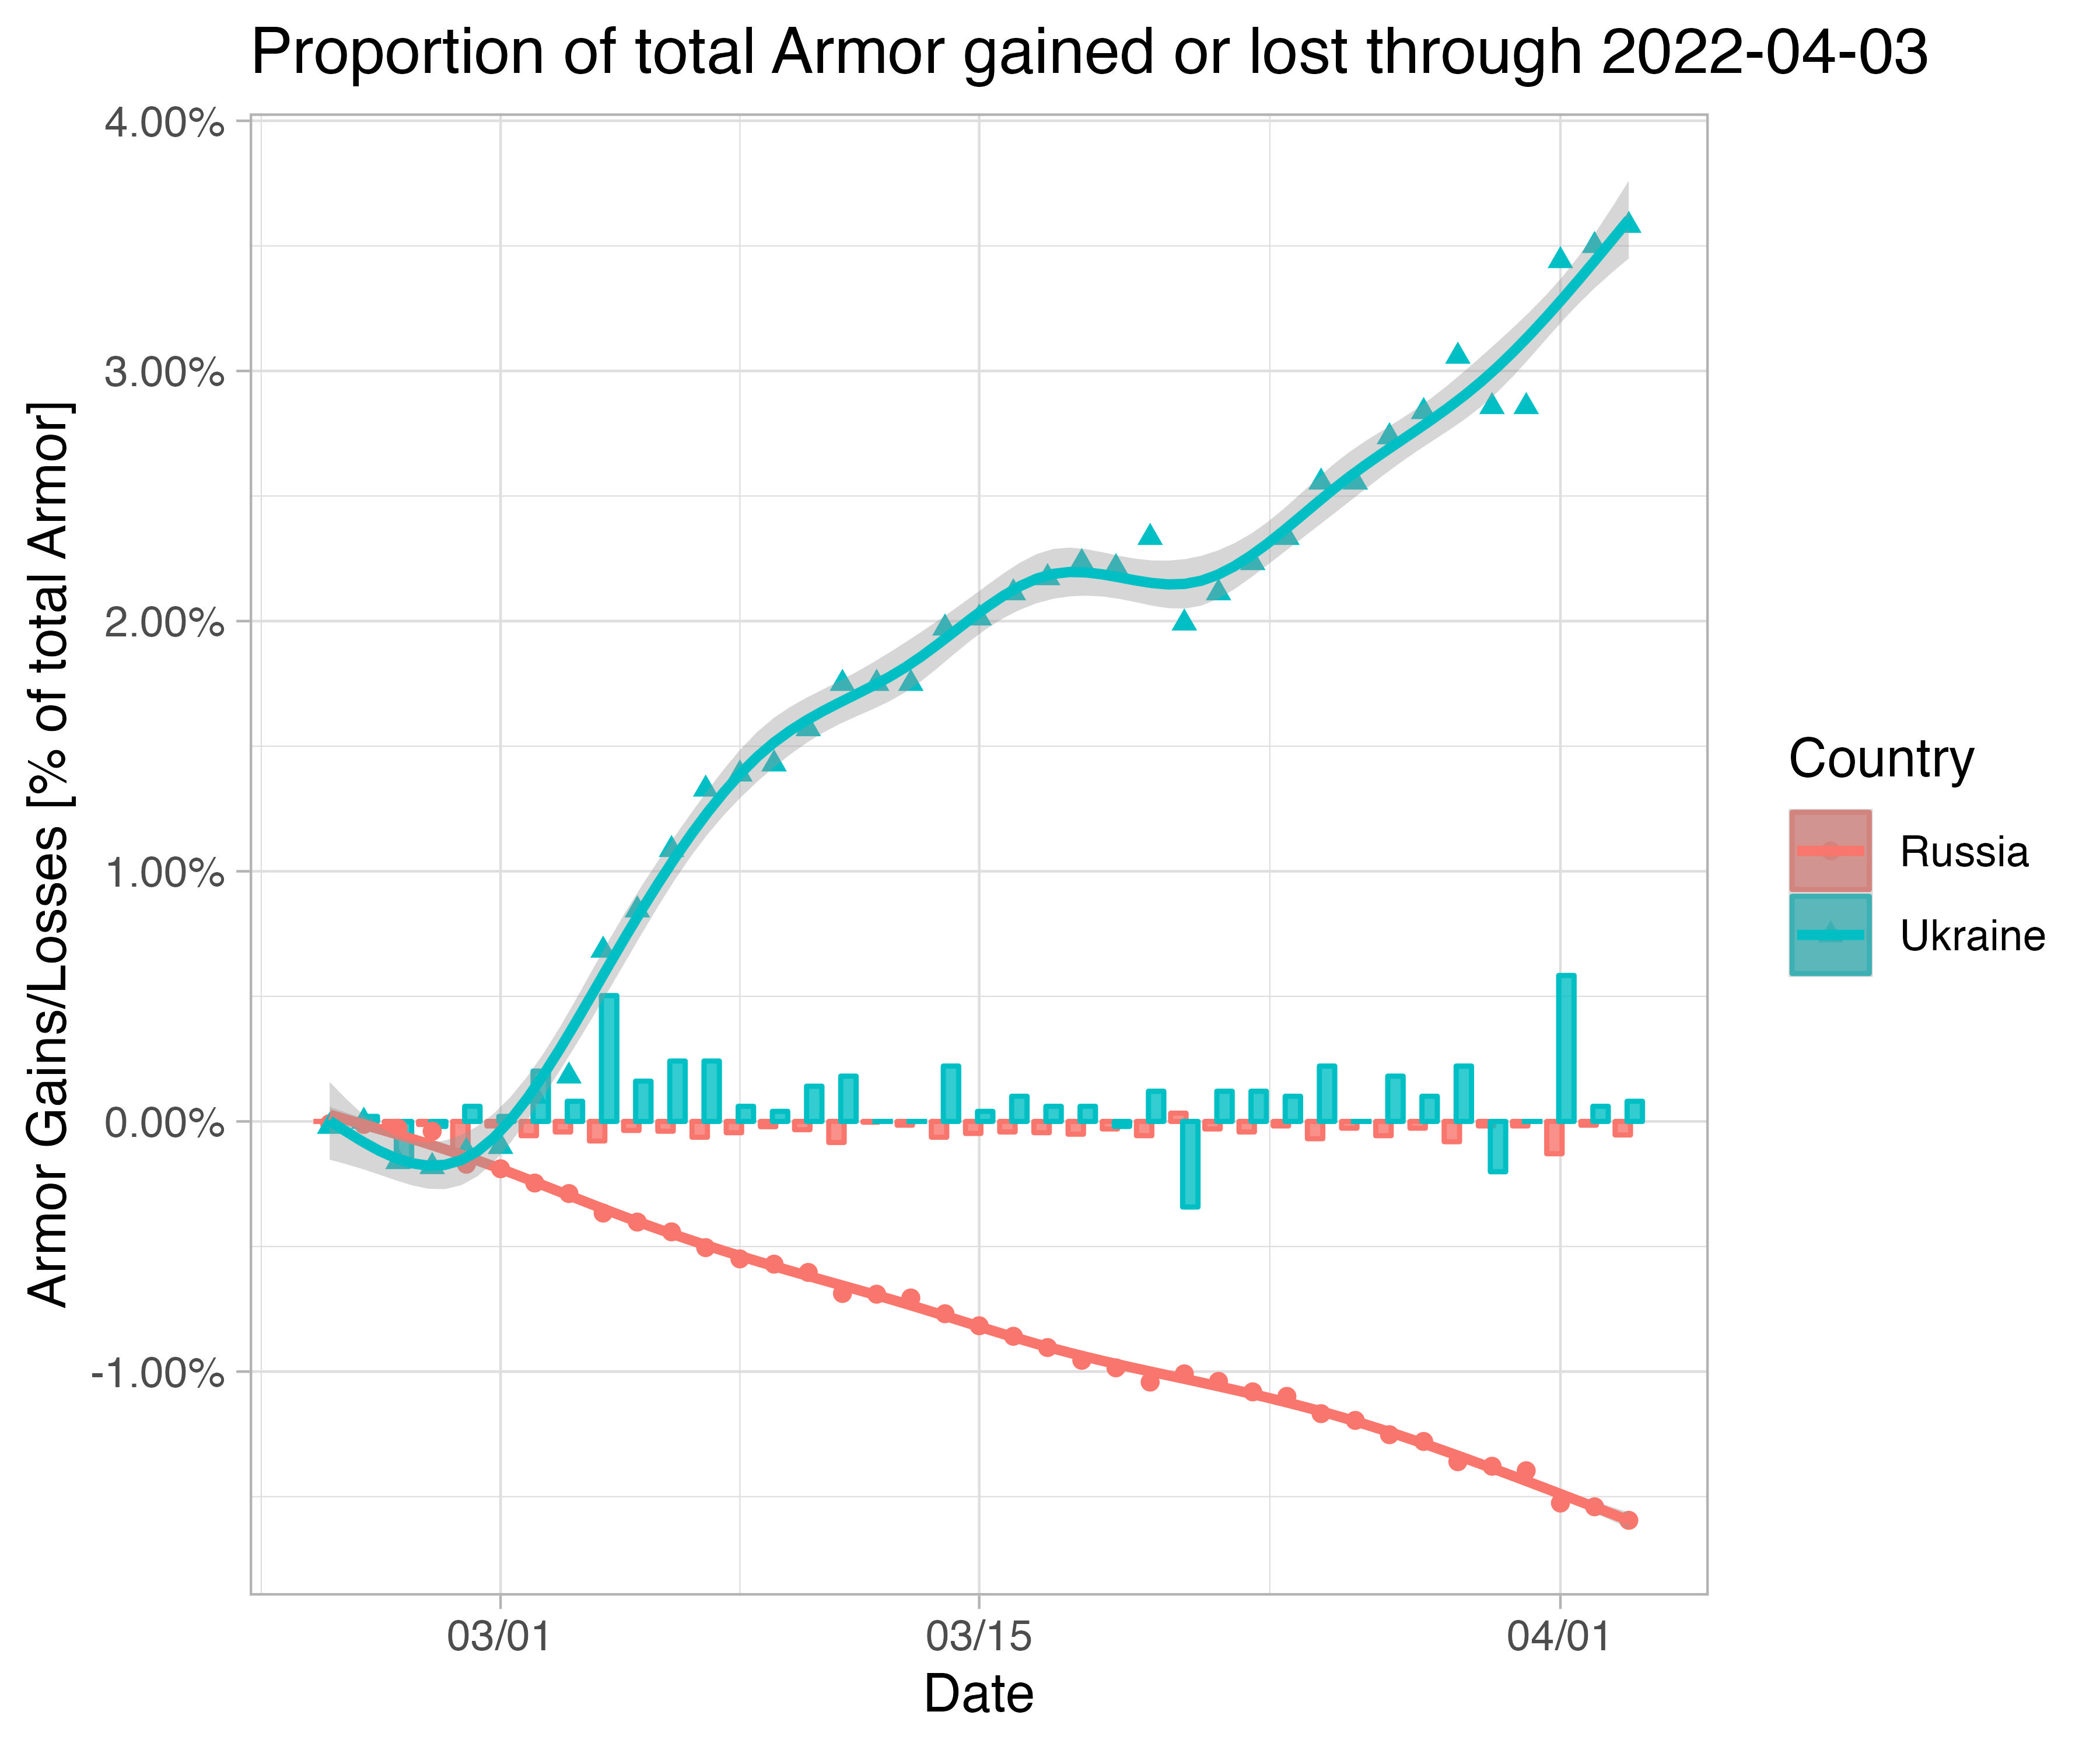 Proportion of total Armor gained or lost through 2022-04-03
Armor Gains/Losses [% of total Armor]
4.00%
3.00%
2.00%
1.00%
0.00%
-1.00%
03/01
03/15
04/01
Date
Country
Russia
Ukraine